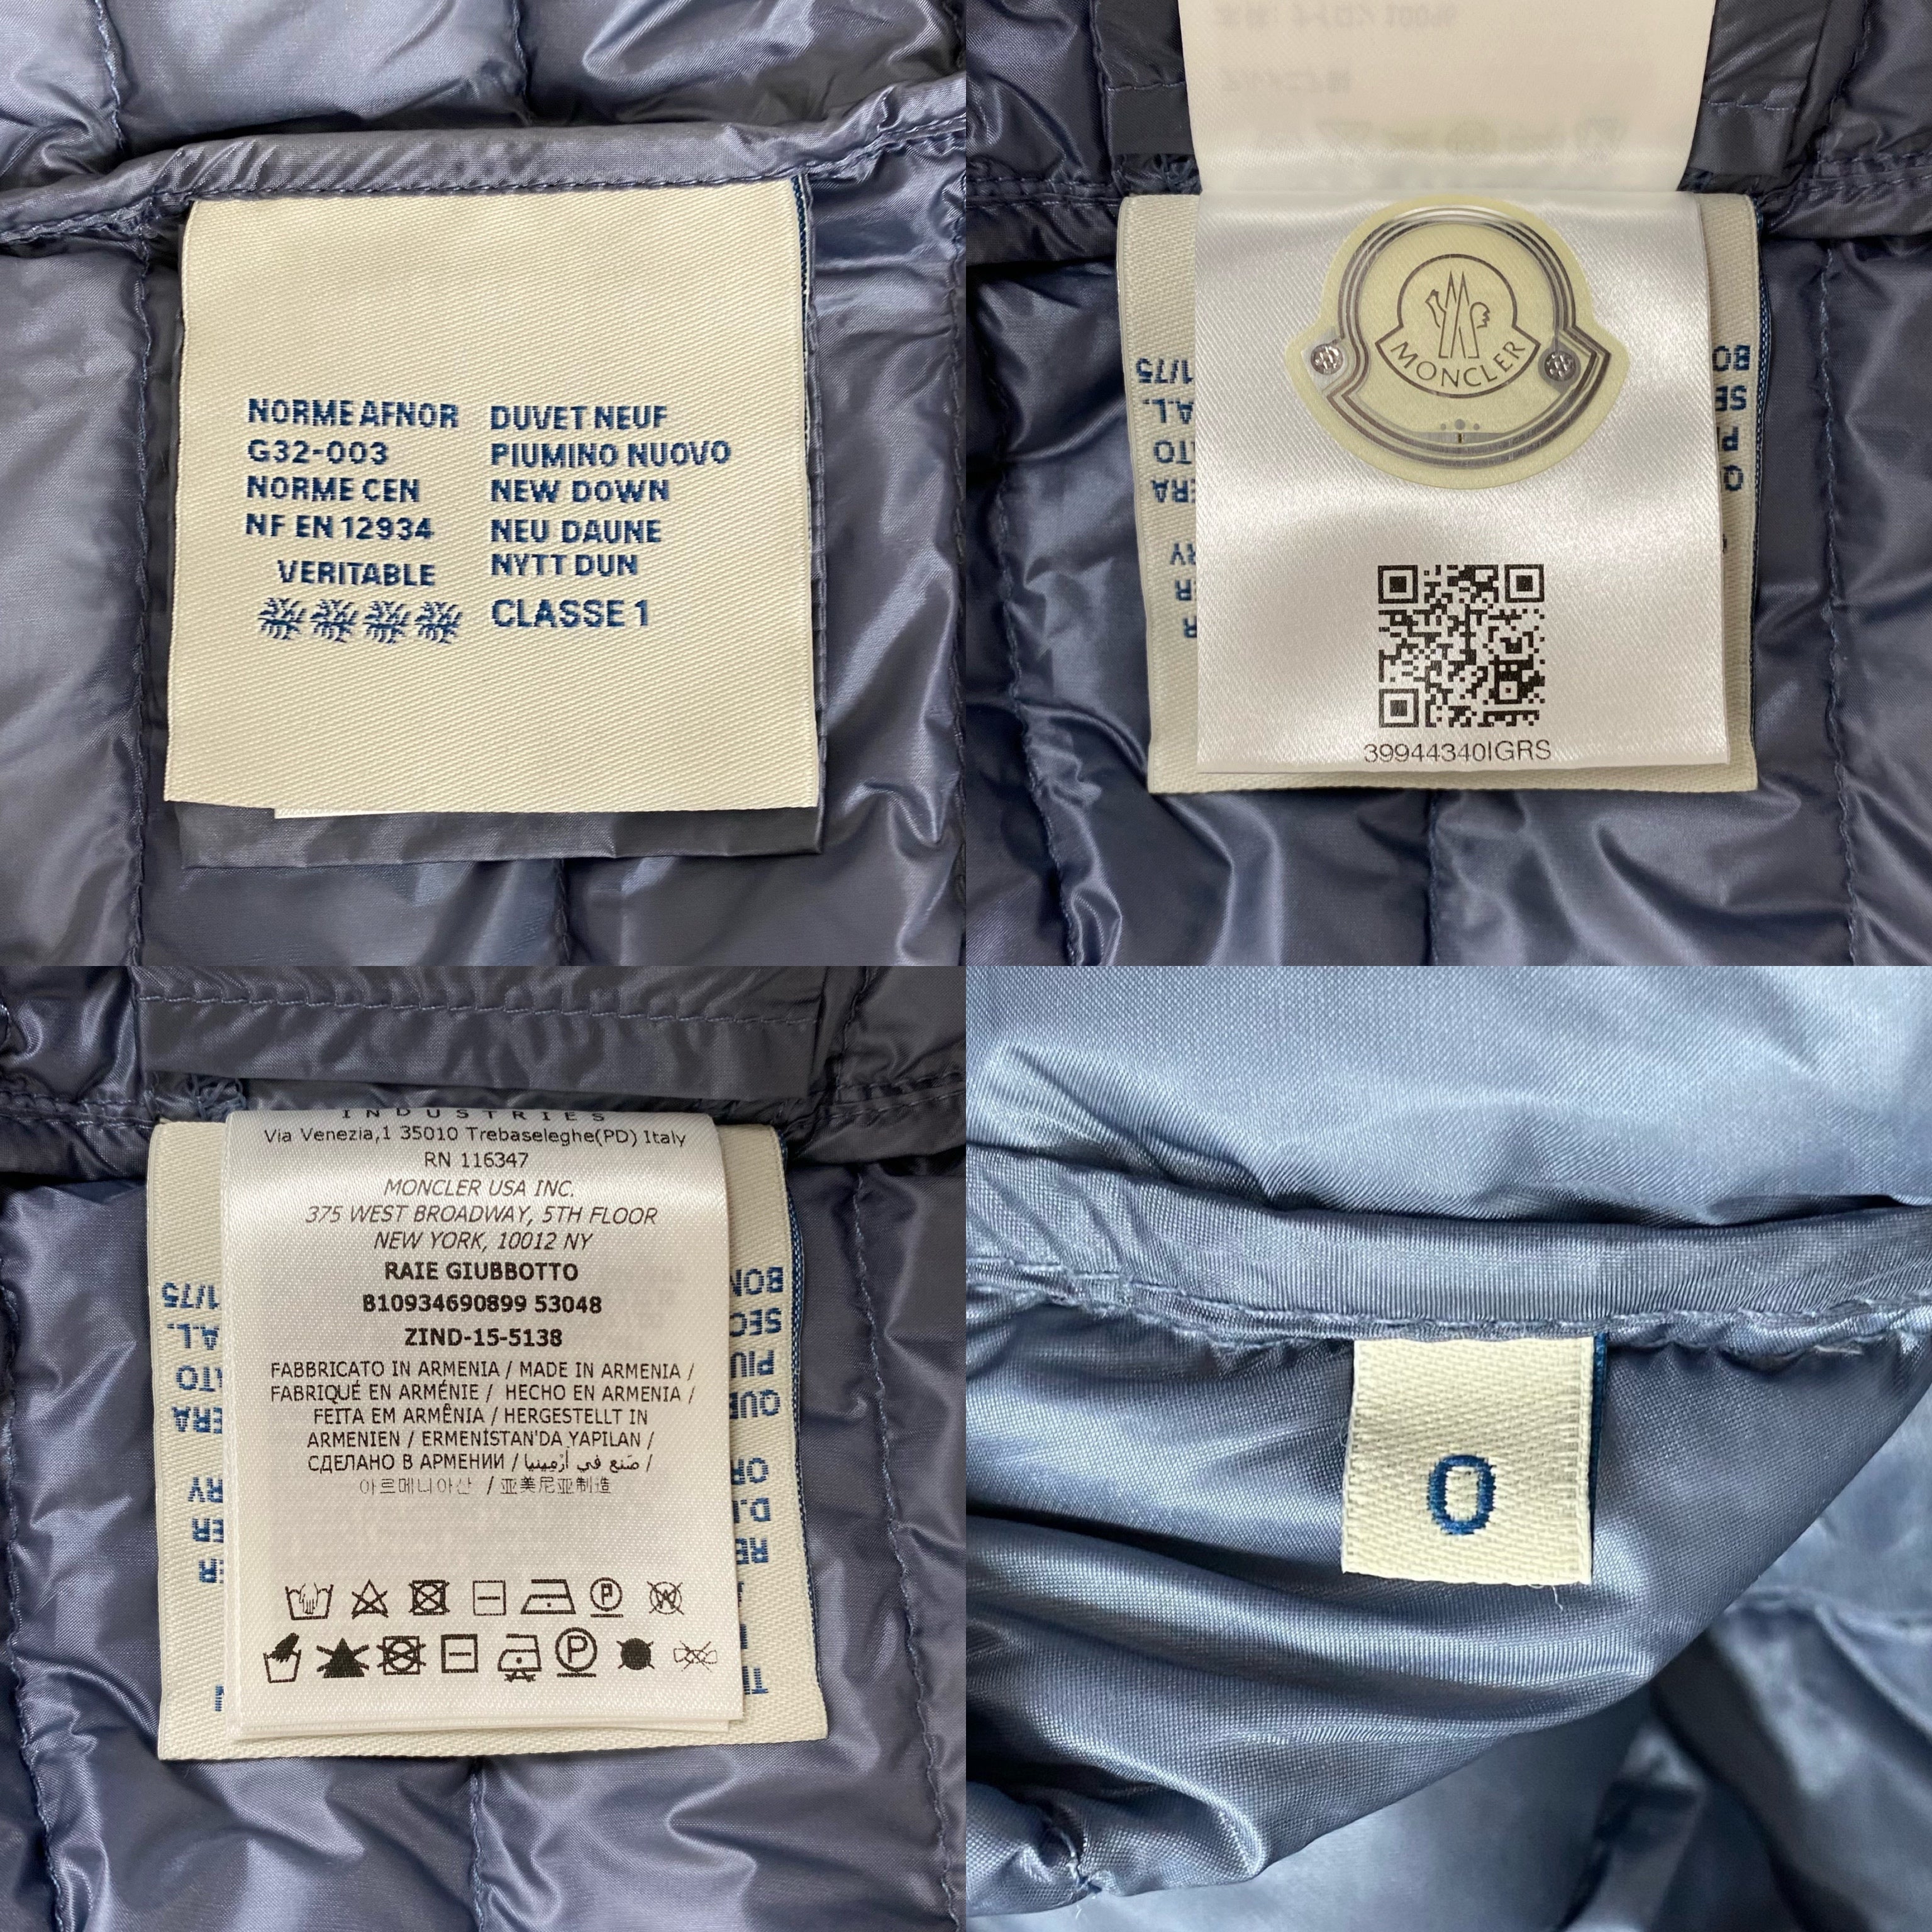 NORME AFNOR
G32-003
NORME CEN
NF EN 12934
VERITABLE
DUVET NEUF
PIUMINO NUOVO
NEW DOWN
NEU DAUNE
NYTT DUN
CLASSE 1
MONCLER
39944340IGRS
1/75
INDUSTRIES
Via Venezia,1 35010 Trebaseleghe(PD) Italy
RN 116347
MONCLER USA INC.
375 WEST BROADWAY, 5TH FLOOR
NEW YORK, 10012 NY
RAIE GIUBBOTTO
B10934690899 53048
ZIND-15-5138
FABBRICATO IN ARMENIA / MADE IN ARMENIA /
FABRIQUÉ EN ARMÉNIE / HECHO EN ARMENIA /
FEITA EM ARMÊNIA / HERGESTELLT IN
ARMENIEN / ERMENİSTAN'DA YAPILAN /
СДЕЛАНО В АРМЕНИИ / صنع في أرمينيا /
아르메니아산 / 亚美尼亚制造
P
W
P
1/75
0